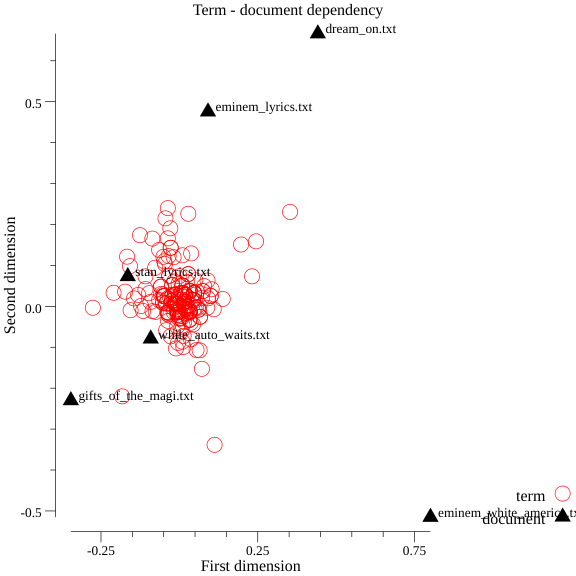 Term - document dependency
dream_on.txt
eminem_lyrics.txt
0.5
stan_lyrics.txt
Second dimension
0.0
white_auto_waits.txt
gifts_of_the_magi.txt
term
-0.5
eminem_white_america.tx
document
-0.25
0.25
0.75
First dimension